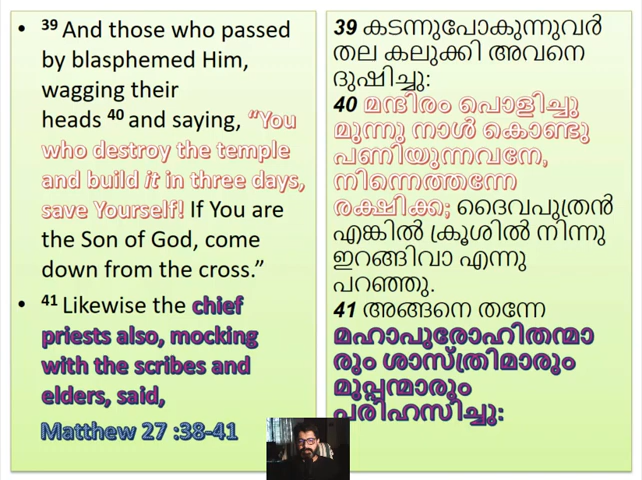 • ³⁹ And those who passed
by blasphemed Him,
wagging their
heads ⁴⁰ and saying, “You
who destroy the temple
and build it in three days,
save Yourself! If You are
the Son of God, come
down from the cross.”
• ⁴¹ Likewise the chief
priests also, mocking
with the scribes and
elders, said,
Matthew 27 :38-41
39 കടന്നുപോകുന്നുവർ
തല കലുക്കി അവനെ
ദുഷിച്ചു:
40 മന്ദിരം പൊളിച്ചു
മൂന്നു നാൾ കൊണ്ടു
പണിയുന്നവനേ,
നിന്നെത്തന്നേ
രക്ഷിക്ക; ദൈവപുത്രൻ
എങ്കിൽ ക്രൂശിൽ നിന്നു
ഇറങ്ങിവാ എന്നു
പറഞ്ഞു.
41 അങ്ങനെ തന്നേ
മഹാപുരോഹിതന്മാ
രും ശാസ്ത്രിമാരും
മൂപ്പന്മാരും
പരിഹസിച്ചു: